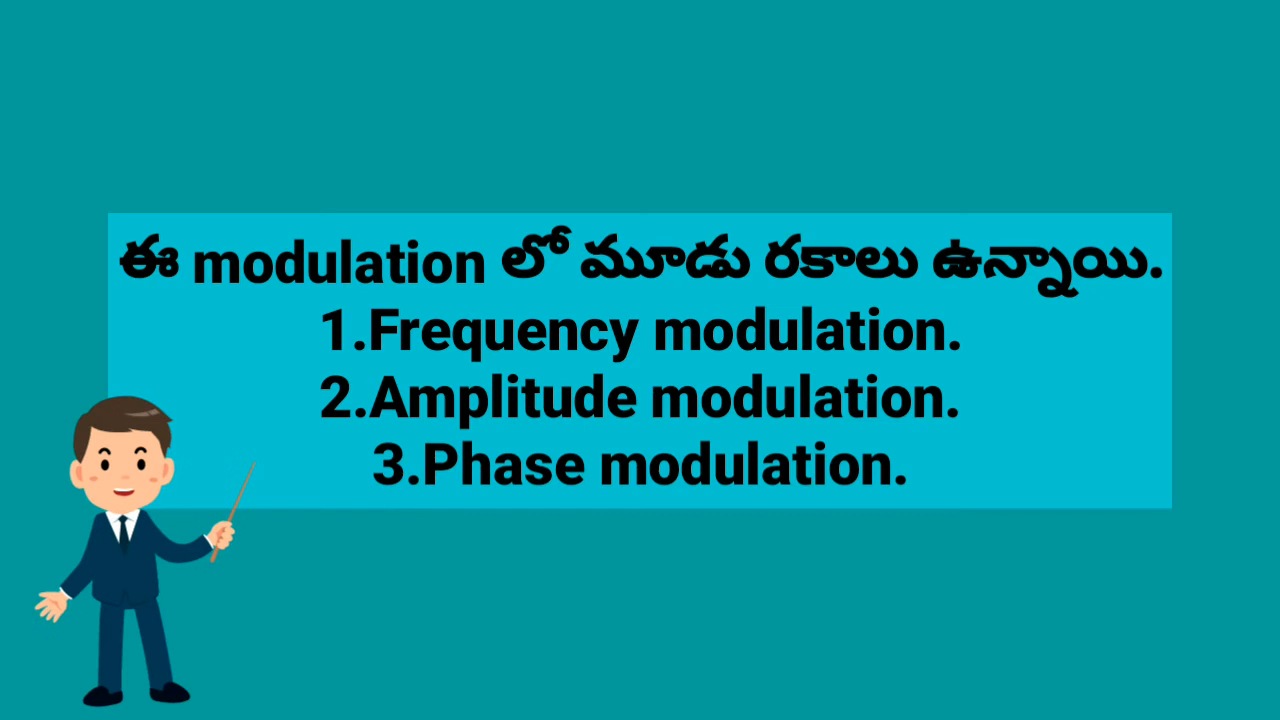 ఈ modulation లో మూడు రకాలు ఉన్నాయి.
1.Frequency modulation.
2.Amplitude modulation.
3.Phase modulation.